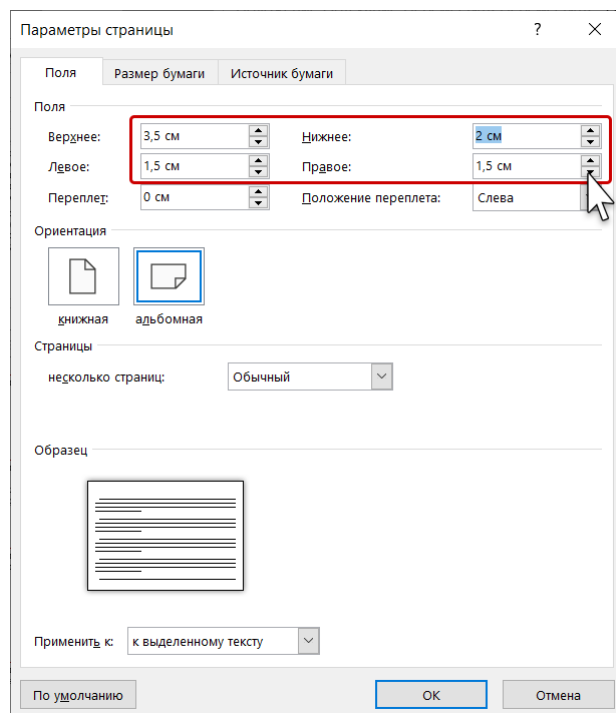 Параметры страницы ?
Поля Размер бумаги Источник бумаги
Поля
Верхнее: 3,5 см Нижнее: 2 см
Левое: 1,5 см Правое: 1,5 см
Переплет: 0 см Положение переплета: Слева
Ориентация
книжная альбомная
Страницы
несколько страниц: Обычный
Образец
Применить к: к выделенному тексту
По умолчанию ОК Отмена